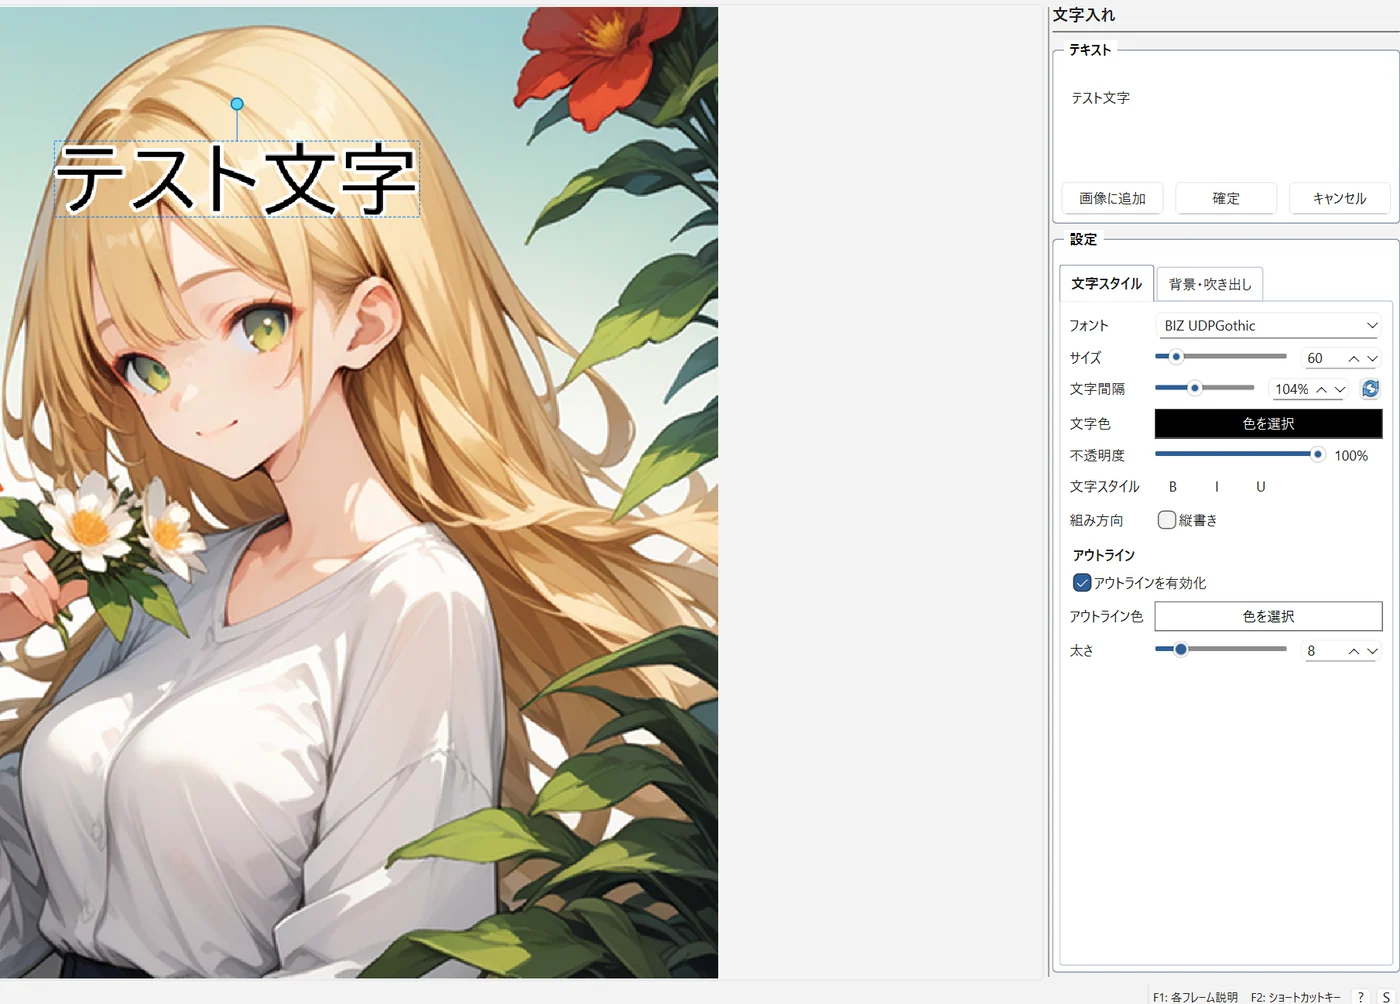 文字入れ
テキスト
テスト文字
画像に追加 確定 キャンセル
テスト文字
設定
文字スタイル 背景・吹き出し
フォント BIZ UDPGothic
サイズ 60
文字間隔 104%
文字色 色を選択
不透明度 100%
文字スタイル B I U
組み方向 縦書き
アウトライン
アウトラインを有効化
アウトライン色 色を選択
太さ 8
F1: 各フレーム説明 F2: ショートカットキー ? S